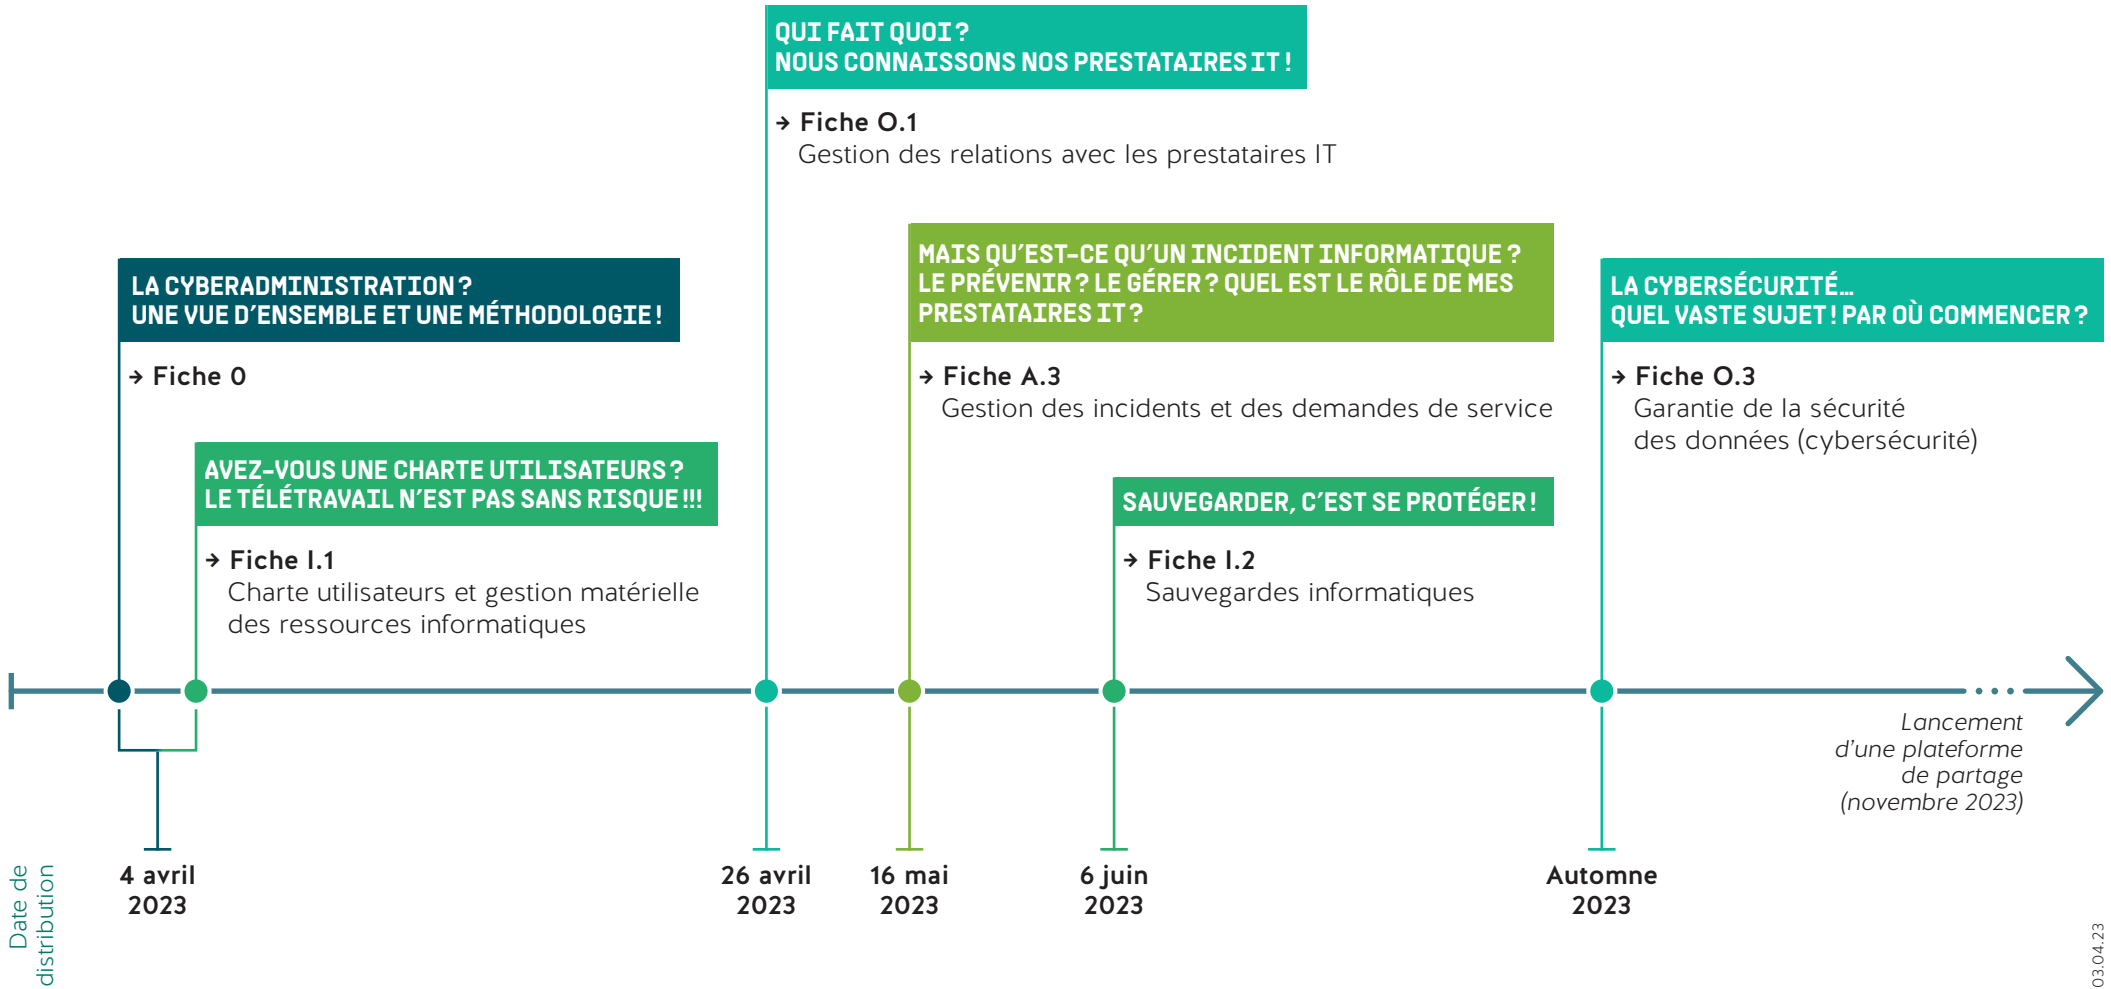 QUI FAIT QUOI ?
NOUS CONNAISSONS NOS PRESTATAIRES IT !
→ Fiche O.1
Gestion des relations avec les prestataires IT
LA CYBERADMINISTRATION ?
UNE VUE D’ENSEMBLE ET UNE MÉTHODOLOGIE !
→ Fiche 0
AVEZ-VOUS UNE CHARTE UTILISATEURS ?
LE TÉLÉTRAVAIL N’EST PAS SANS RISQUE !!!
→ Fiche I.1
Charte utilisateurs et gestion matérielle
des ressources informatiques
MAIS QU’EST-CE QU’UN INCIDENT INFORMATIQUE ?
LE PRÉVENIR ? LE GÉRER ? QUEL EST LE RÔLE DE MES
PRESTATAIRES IT ?
→ Fiche A.3
Gestion des incidents et des demandes de service
SAUVEGARDER, C’EST SE PROTÉGER !
→ Fiche I.2
Sauvegardes informatiques
LA CYBERSÉCURITÉ…
QUEL VASTE SUJET ! PAR OÙ COMMENCER ?
→ Fiche O.3
Garantie de la sécurité
des données (cybersécurité)
Lancement
d’une plateforme
de partage
(novembre 2023)
Date de
distribution
4 avril
2023
26 avril
2023
16 mai
2023
6 juin
2023
Automne
2023
03.04.23